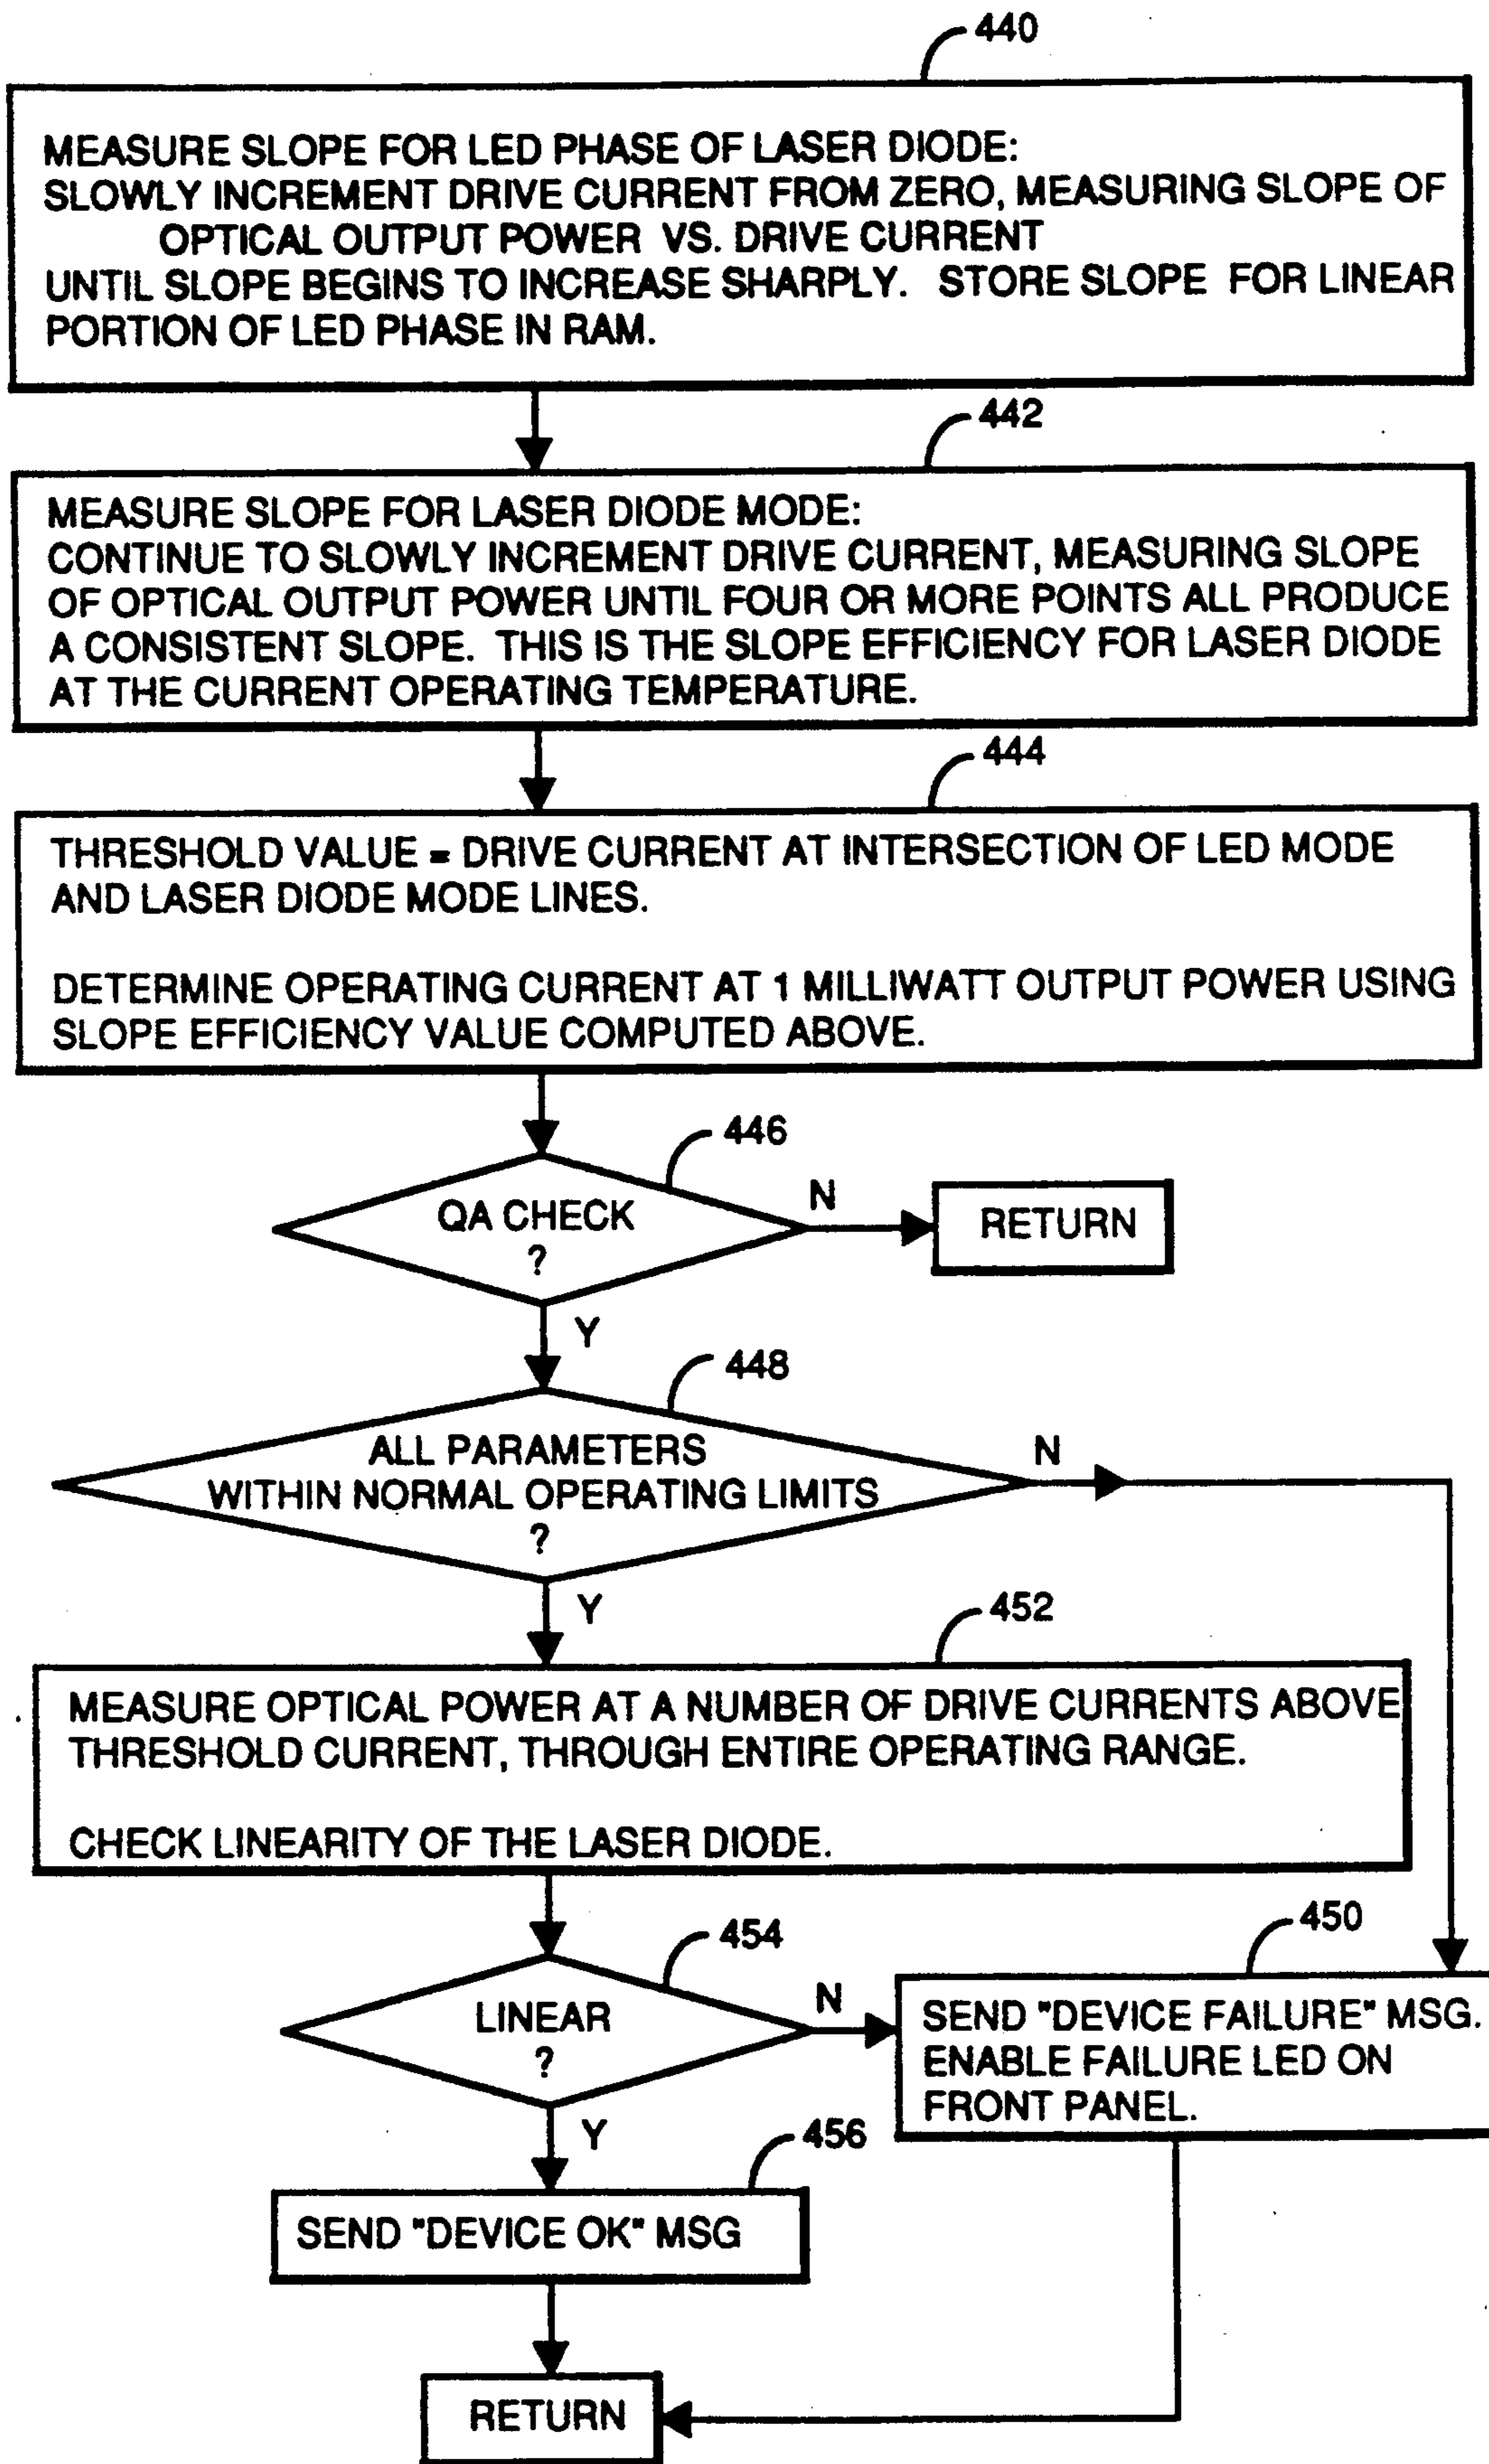 440
MEASURE SLOPE FOR LED PHASE OF LASER DIODE:
SLOWLY INCREMENT DRIVE CURRENT FROM ZERO, MEASURING SLOPE OF
OPTICAL OUTPUT POWER VS. DRIVE CURRENT
UNTIL SLOPE BEGINS TO INCREASE SHARPLY. STORE SLOPE FOR LINEAR
PORTION OF LED PHASE IN RAM.
442
MEASURE SLOPE FOR LASER DIODE MODE:
CONTINUE TO SLOWLY INCREMENT DRIVE CURRENT, MEASURING SLOPE
OF OPTICAL OUTPUT POWER UNTIL FOUR OR MORE POINTS ALL PRODUCE
A CONSISTENT SLOPE. THIS IS THE SLOPE EFFICIENCY FOR LASER DIODE
AT THE CURRENT OPERATING TEMPERATURE.
444
THRESHOLD VALUE = DRIVE CURRENT AT INTERSECTION OF LED MODE
AND LASER DIODE MODE LINES.
DETERMINE OPERATING CURRENT AT 1 MILLIWATT OUTPUT POWER USING
SLOPE EFFICIENCY VALUE COMPUTED ABOVE.
446
QA CHECK
?
N
RETURN
Y
448
ALL PARAMETERS
WITHIN NORMAL OPERATING LIMITS
?
N
Y
452
MEASURE OPTICAL POWER AT A NUMBER OF DRIVE CURRENTS ABOVE
THRESHOLD CURRENT, THROUGH ENTIRE OPERATING RANGE.
CHECK LINEARITY OF THE LASER DIODE.
454
LINEAR
?
N
450
SEND "DEVICE FAILURE" MSG.
ENABLE FAILURE LED ON
FRONT PANEL.
Y
456
SEND "DEVICE OK" MSG
RETURN